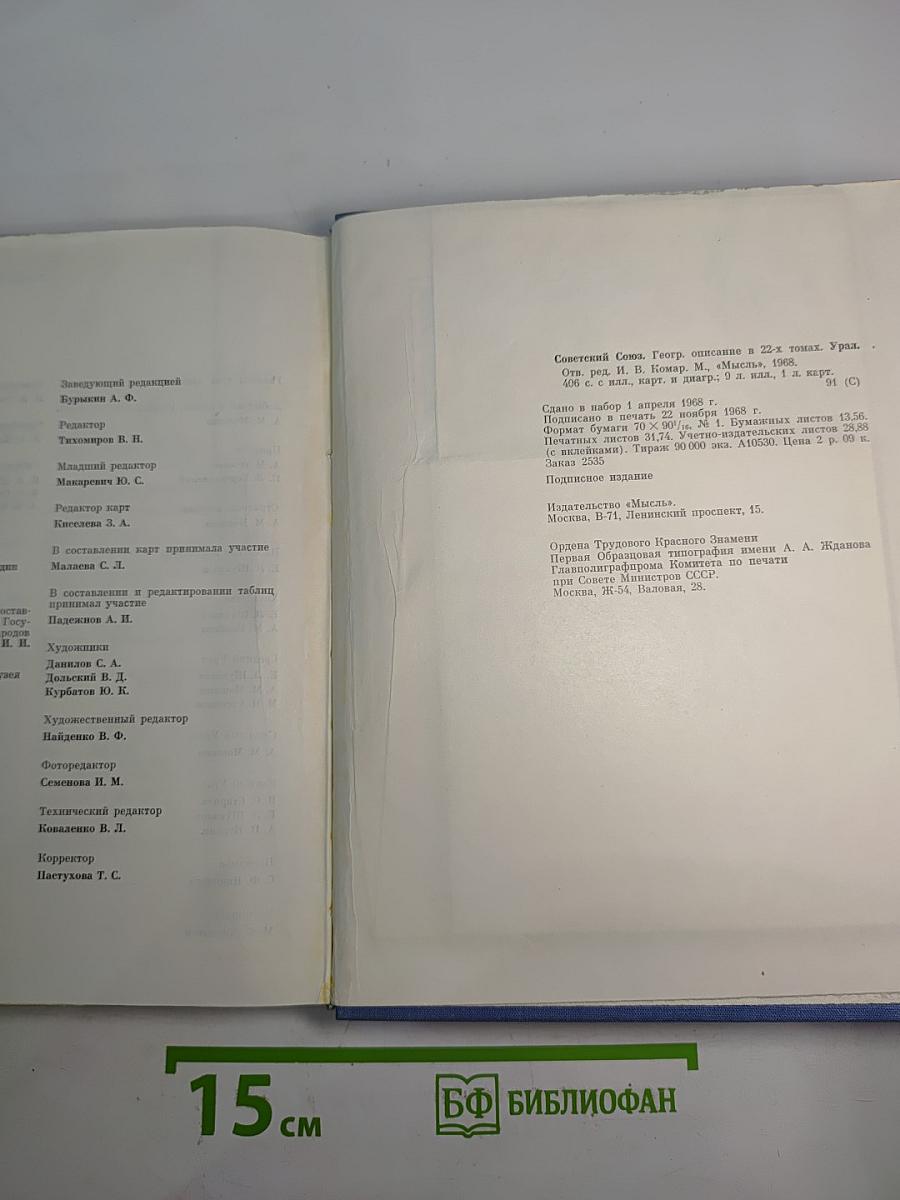 Заведующий редакцией
Бурыкин А. Ф.
Редактор
Тихомиров В. Н.
Младший редактор
Макаревич Ю. С.
Редактор карт
Киселева З. А.
В составлении карт принимала участие
Малаева С. Л.
В составлении и редактировании таблиц
принимал участие
Падежнов А. И.
Художники
Данилов С. А.
Дольский В. Д.
Курбатов Ю. К.
Художественный редактор
Найденко В. Ф.
Фоторедактор
Семенова И. М.
Технический редактор
Коваленко В. Л.
Корректор
Пастухова Т. С.
остав-
Госу-
родов
И. И.
Советский Союз. Геогр. описание в 22-х томах. Урал.
Отв. ред. И. В. Комар. М., «Мысль», 1968.
406 с. с илл., карт. и диагр.; 9 л. илл., 1 л. карт.
91 (С)
Сдано в набор 1 апреля 1968 г.
Подписано в печать 22 ноября 1968 г.
Формат бумаги 70 × 90¹/₁₆. № 1. Бумажных листов 13,56.
Печатных листов 31,74. Учетно-издательских листов 28,88
(с вклейками). Тираж 90 000 экз. А10530. Цена 2 р. 09 к.
Заказ 2535
Подписное издание
Издательство «Мысль».
Москва, В-71, Ленинский проспект, 15.
Ордена Трудового Красного Знамени
Первая Образцовая типография имени А. А. Жданова
Главполиграфпрома Комитета по печати
при Совете Министров СССР.
Москва, Ж-54, Валовая, 28.
15 см
БФ БИБЛИОФАН